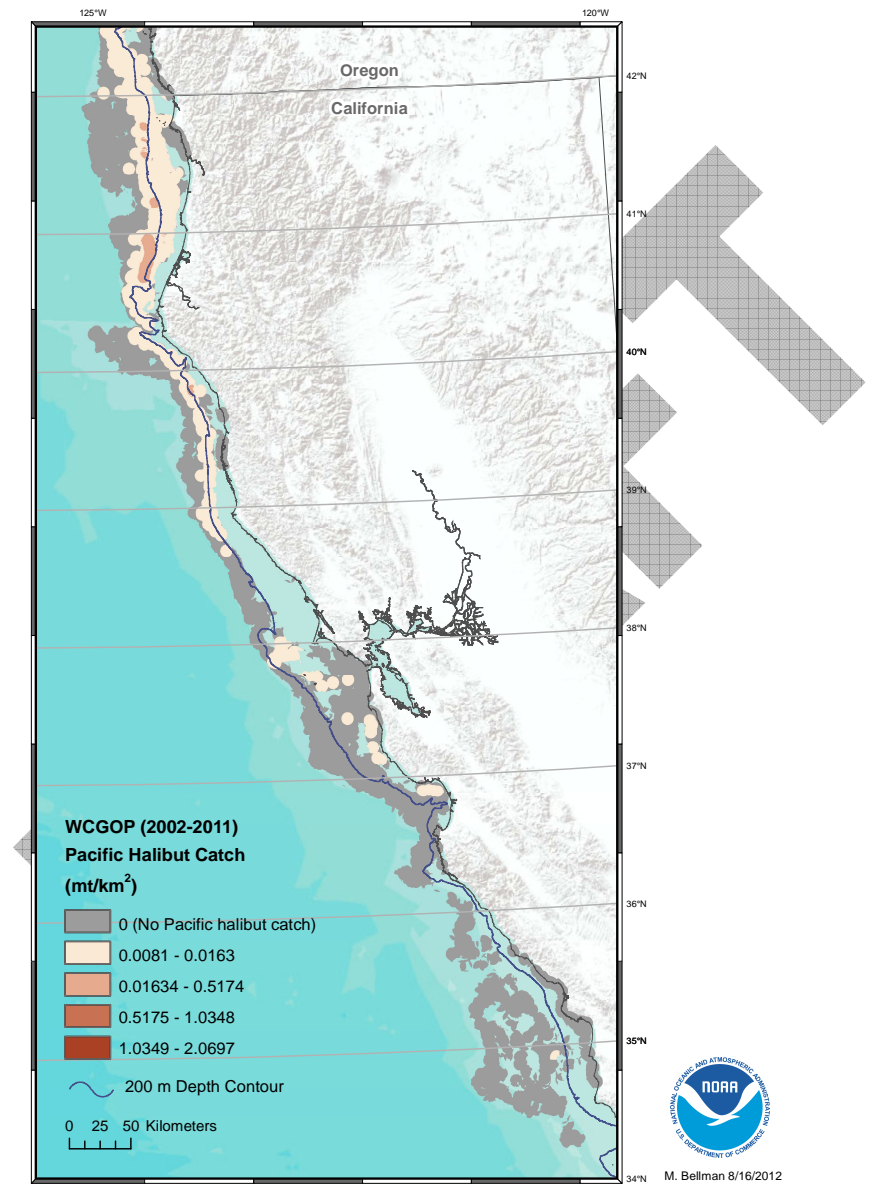 125°W
120°W
Oregon
California
42°N
41°N
40°N
39°N
38°N
37°N
36°N
35°N
34°N
WCGOP (2002-2011)
Pacific Halibut Catch
(mt/km²)
0 (No Pacific halibut catch)
0.0081 - 0.0163
0.01634 - 0.5174
0.5175 - 1.0348
1.0349 - 2.0697
200 m Depth Contour
0 25 50 Kilometers
NATIONAL OCEANIC AND ATMOSPHERIC ADMINISTRATION
NOAA
U.S. DEPARTMENT OF COMMERCE
M. Bellman 8/16/2012